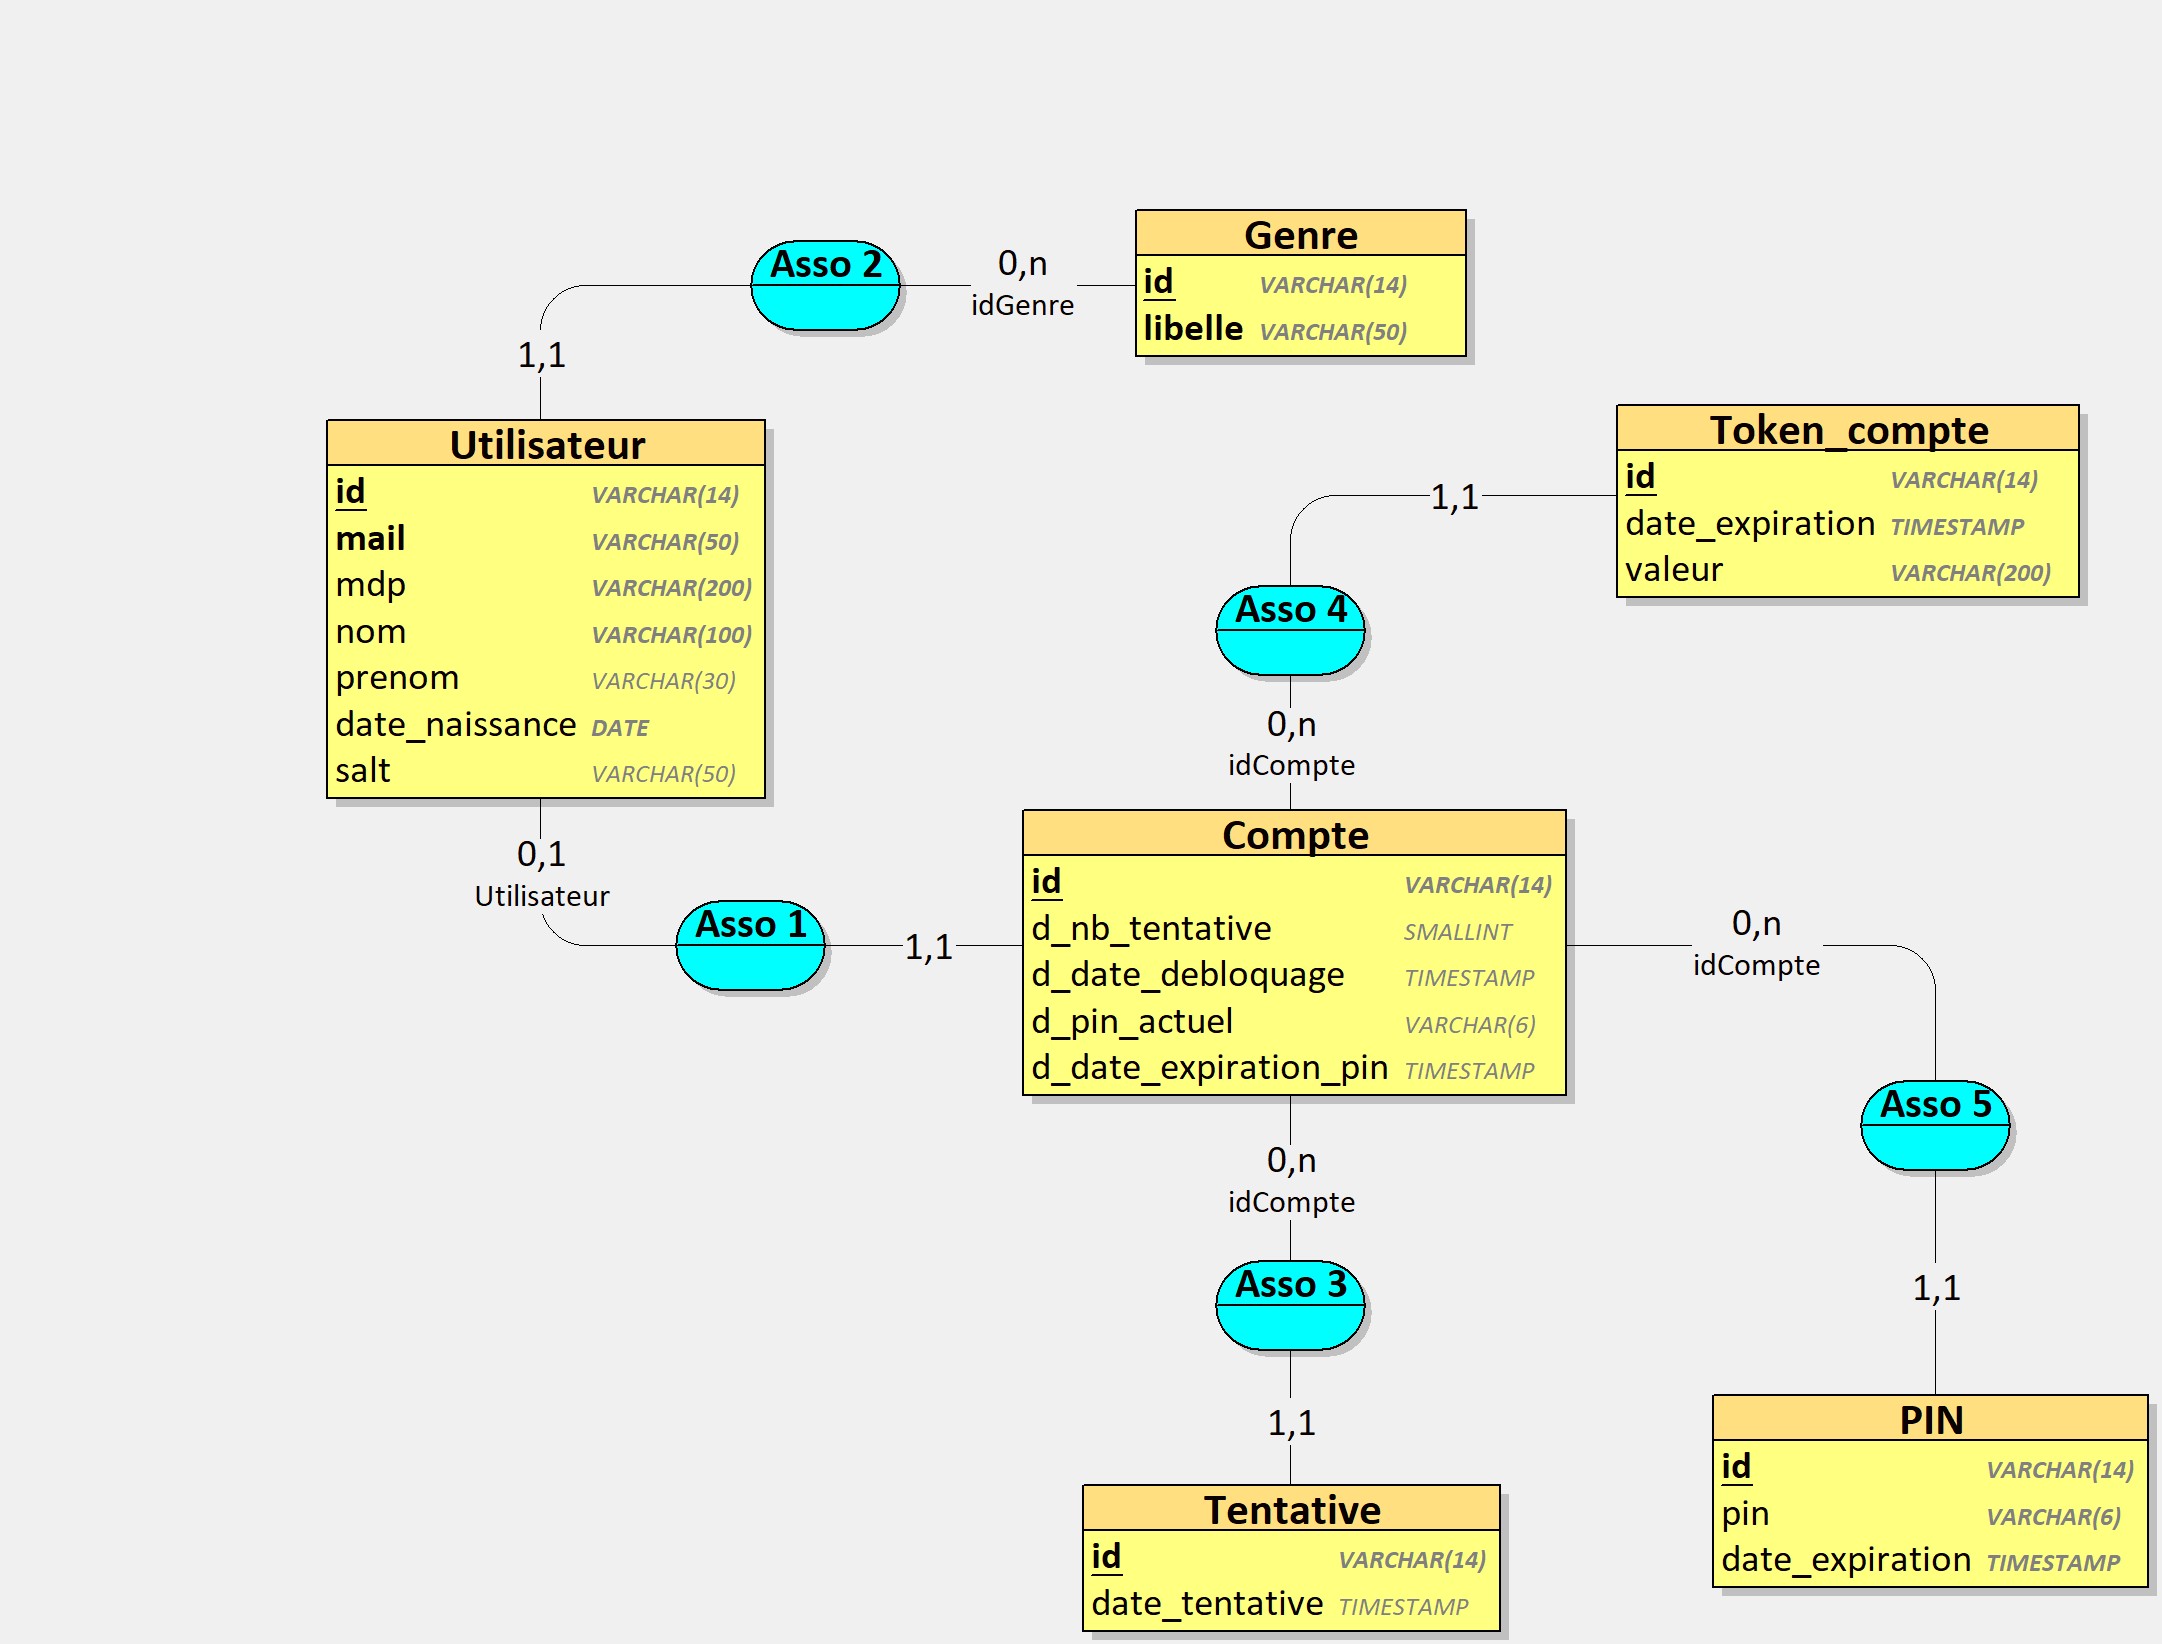 Genre
id VARCHAR(14)
libelle VARCHAR(50)
Asso 2
0,n
idGenre
1,1
Utilisateur
id VARCHAR(14)
mail VARCHAR(50)
mdp VARCHAR(200)
nom VARCHAR(100)
prenom VARCHAR(30)
date_naissance DATE
salt VARCHAR(50)
Token_compte
id VARCHAR(14)
date_expiration TIMESTAMP
valeur VARCHAR(200)
1,1
Asso 4
0,n
idCompte
0,1
Utilisateur
Asso 1
1,1
Compte
id VARCHAR(14)
d_nb_tentative SMALLINT
d_date_debloquage TIMESTAMP
d_pin_actuel VARCHAR(6)
d_date_expiration_pin TIMESTAMP
0,n
idCompte
Asso 5
1,1
0,n
idCompte
Asso 3
1,1
PIN
id VARCHAR(14)
pin VARCHAR(6)
date_expiration TIMESTAMP
Tentative
id VARCHAR(14)
date_tentative TIMESTAMP